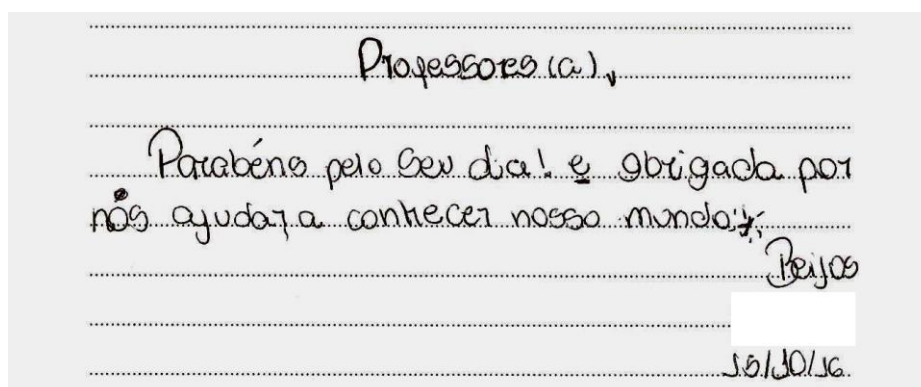 Professores (a),
Parabéns pelo seu dia! e obrigada por
nós ajudar a conhecer nosso mundo!
Beijos
15/10/16